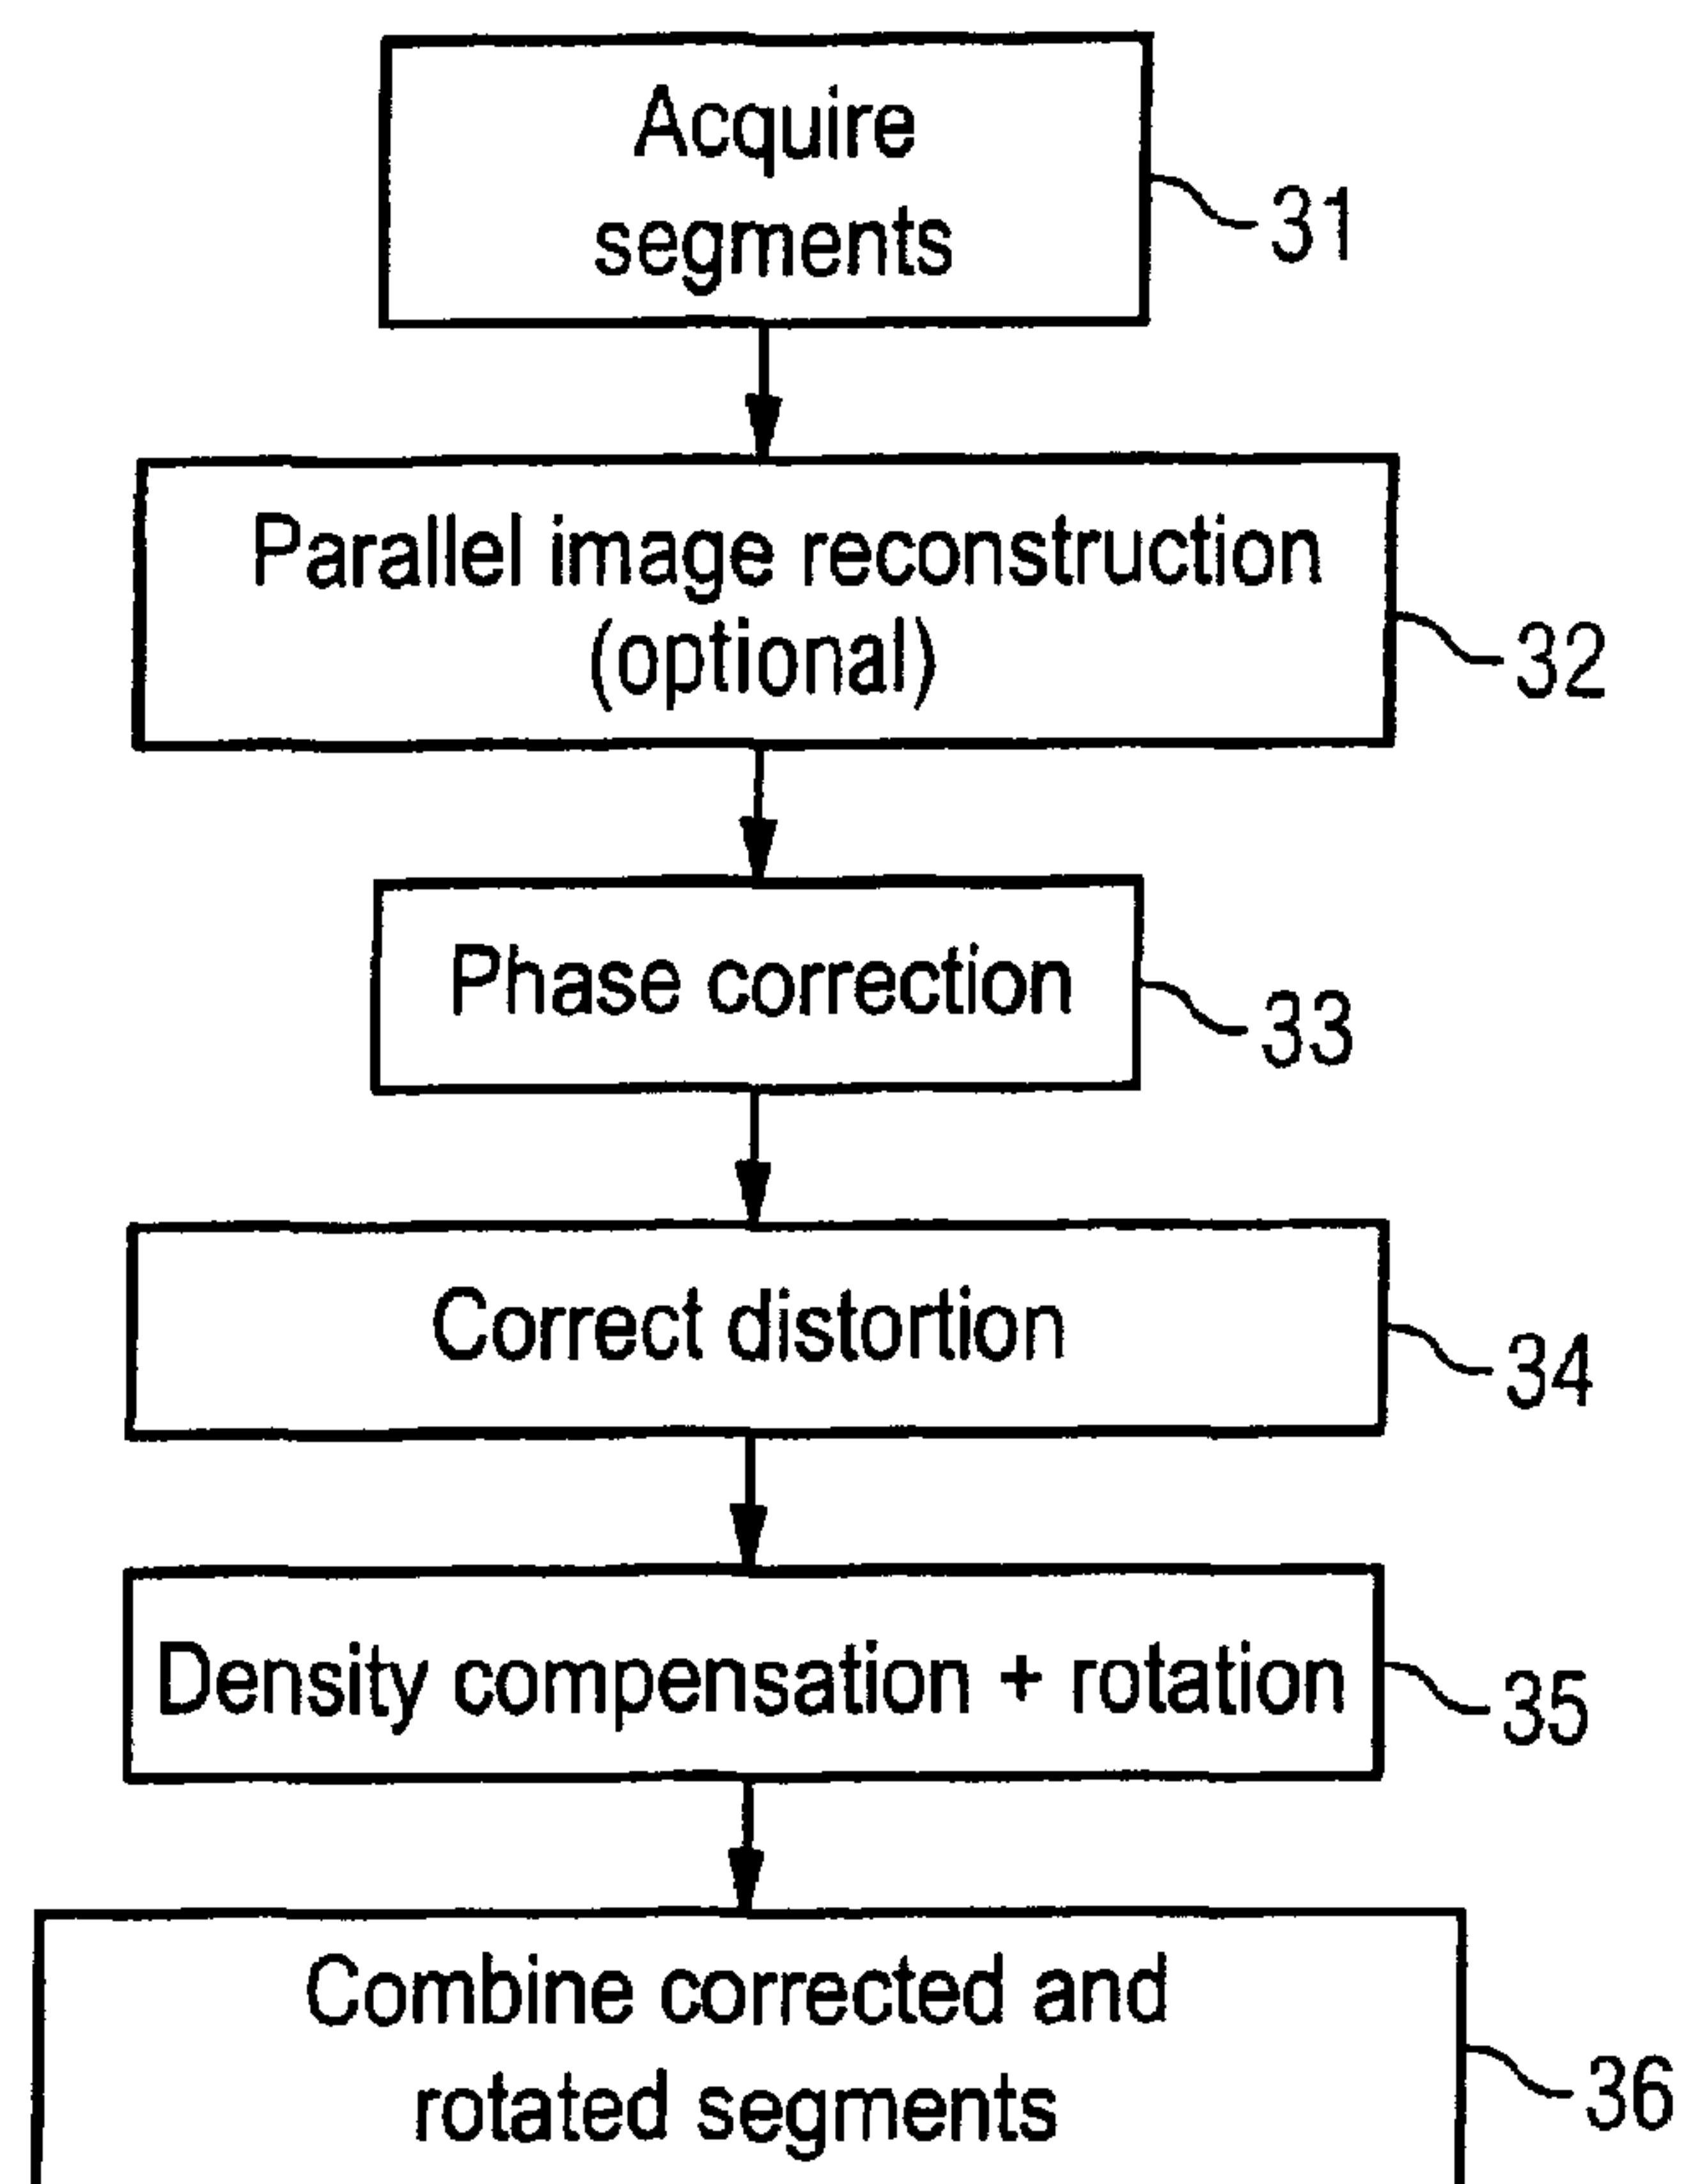 Acquire
segments
31
Parallel image reconstruction
(optional)
32
Phase correction
33
Correct distortion
34
Density compensation + rotation
35
Combine corrected and
rotated segments
36